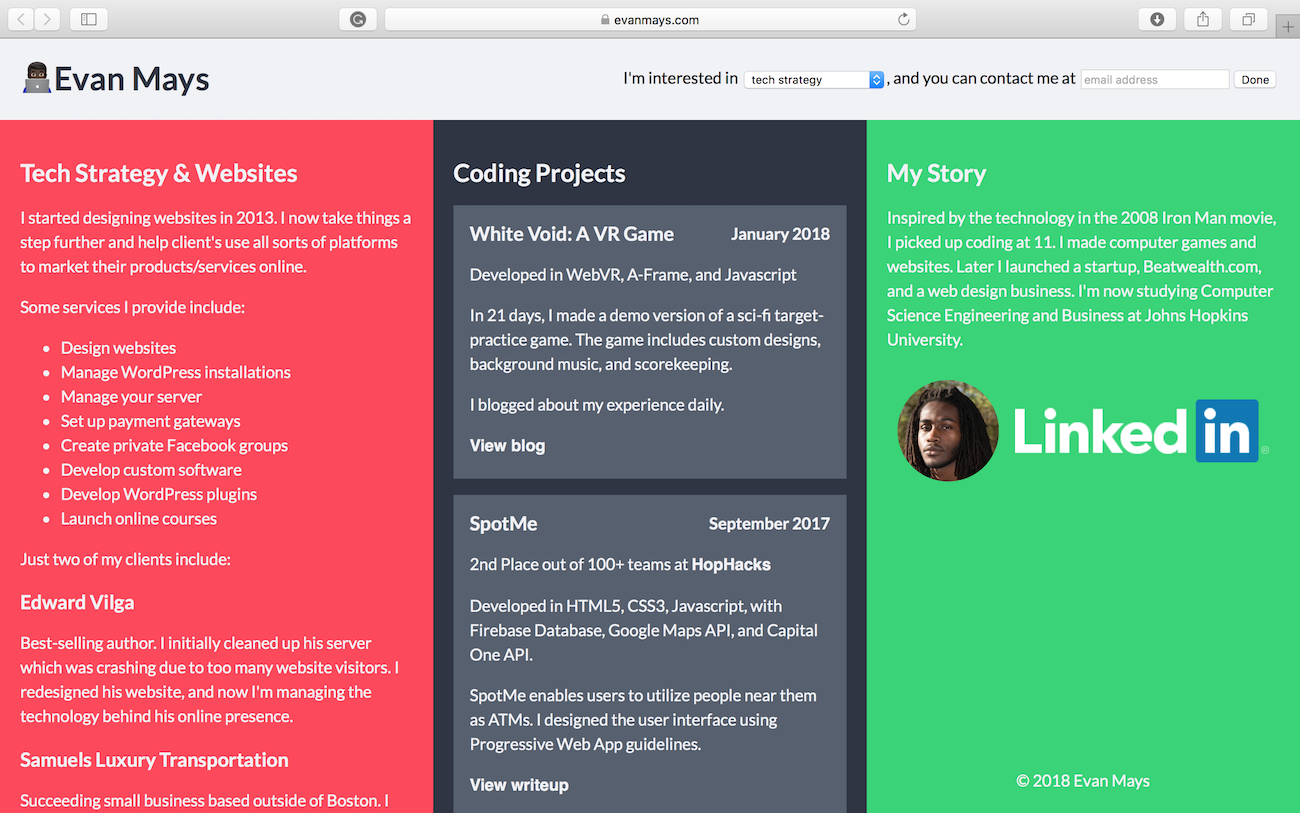 evanmays.com
Evan Mays
I'm interested in tech strategy , and you can contact me at email address Done
Tech Strategy & Websites
I started designing websites in 2013. I now take things a
step further and help client's use all sorts of platforms
to market their products/services online.
Some services I provide include:
Design websites
Manage WordPress installations
Manage your server
Set up payment gateways
Create private Facebook groups
Develop custom software
Develop WordPress plugins
Launch online courses
Just two of my clients include:
Edward Vilga
Best-selling author. I initially cleaned up his server
which was crashing due to too many website visitors. I
redesigned his website, and now I'm managing the
technology behind his online presence.
Samuels Luxury Transportation
Succeeding small business based outside of Boston. I
Coding Projects
White Void: A VR Game January 2018
Developed in WebVR, A-Frame, and Javascript
In 21 days, I made a demo version of a sci-fi target-
practice game. The game includes custom designs,
background music, and scorekeeping.
I blogged about my experience daily.
View blog
SpotMe September 2017
2nd Place out of 100+ teams at HopHacks
Developed in HTML5, CSS3, Javascript, with
Firebase Database, Google Maps API, and Capital
One API.
SpotMe enables users to utilize people near them
as ATMs. I designed the user interface using
Progressive Web App guidelines.
View writeup
My Story
Inspired by the technology in the 2008 Iron Man movie,
I picked up coding at 11. I made computer games and
websites. Later I launched a startup, Beatwealth.com,
and a web design business. I'm now studying Computer
Science Engineering and Business at Johns Hopkins
University.
Linked in ®
© 2018 Evan Mays